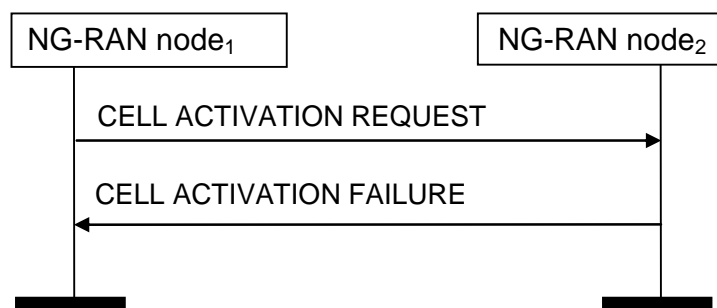 NG-RAN node₁
NG-RAN node₂
CELL ACTIVATION REQUEST
CELL ACTIVATION FAILURE